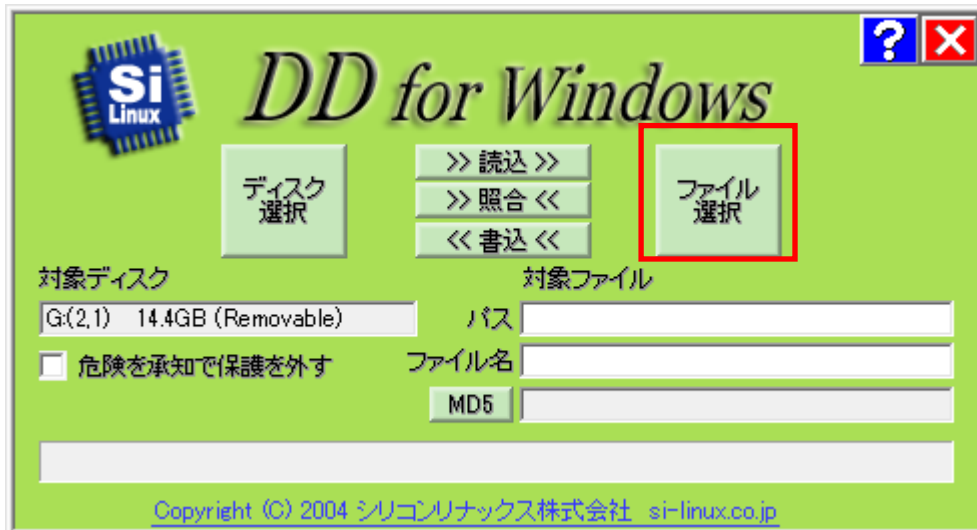 Si
Linux
DD for Windows
?
ディスク
選択
>> 読込 >>
>> 照合 <<
<< 書込 <<
ファイル
選択
対象ディスク
G:(2,1) 14.4GB (Removable)
危険を承知で保護を外す
対象ファイル
パス
ファイル名
MD5
Copyright (C) 2004 シリコンリナックス株式会社 si-linux.co.jp